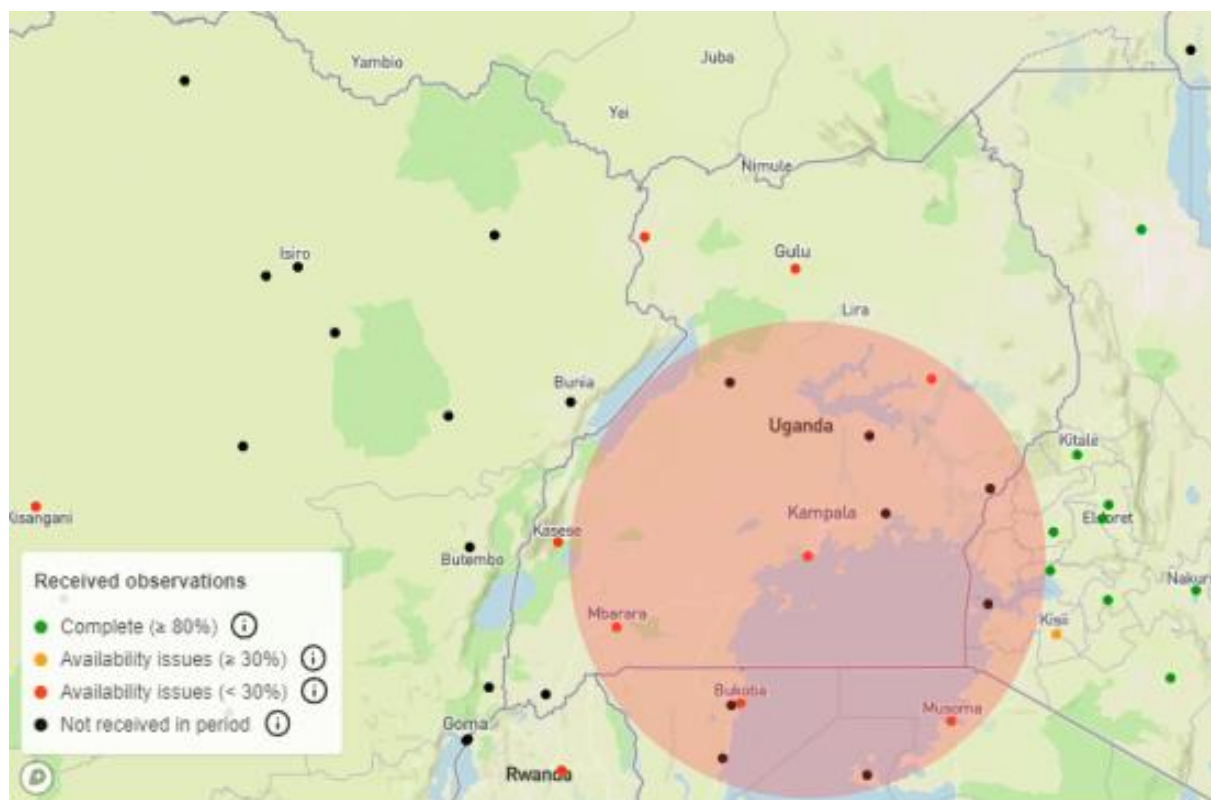 Yambio
Juba
Yei
Nimule
Isiro
Gulu
Lira
Bunia
Uganda
Kitale
Kampala
Eldoret
Kisangani
Kasese
Butembo
Nakuru
Mbarara
Kisii
Received observations
Complete (≥ 80%)
Availability issues (≥ 30%)
Availability issues (< 30%)
Not received in period
Bukoba
Musoma
Goma
Rwanda